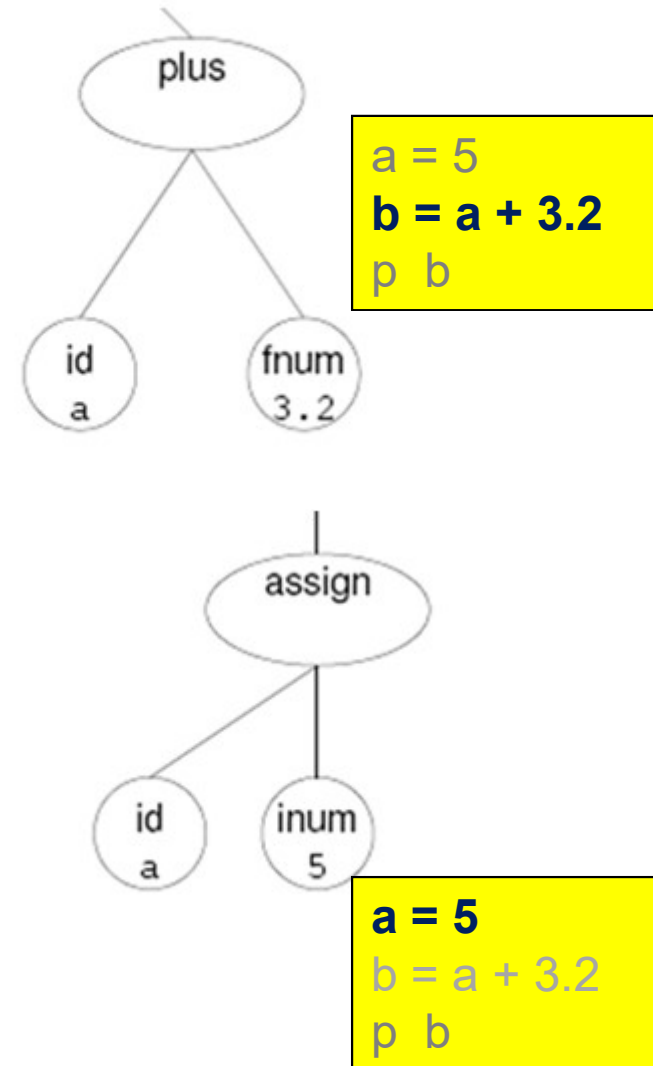 plus
a = 5
b = a + 3.2
p b
id
a
fnum
3.2
assign
id
a
inum
5
a = 5
b = a + 3.2
p b